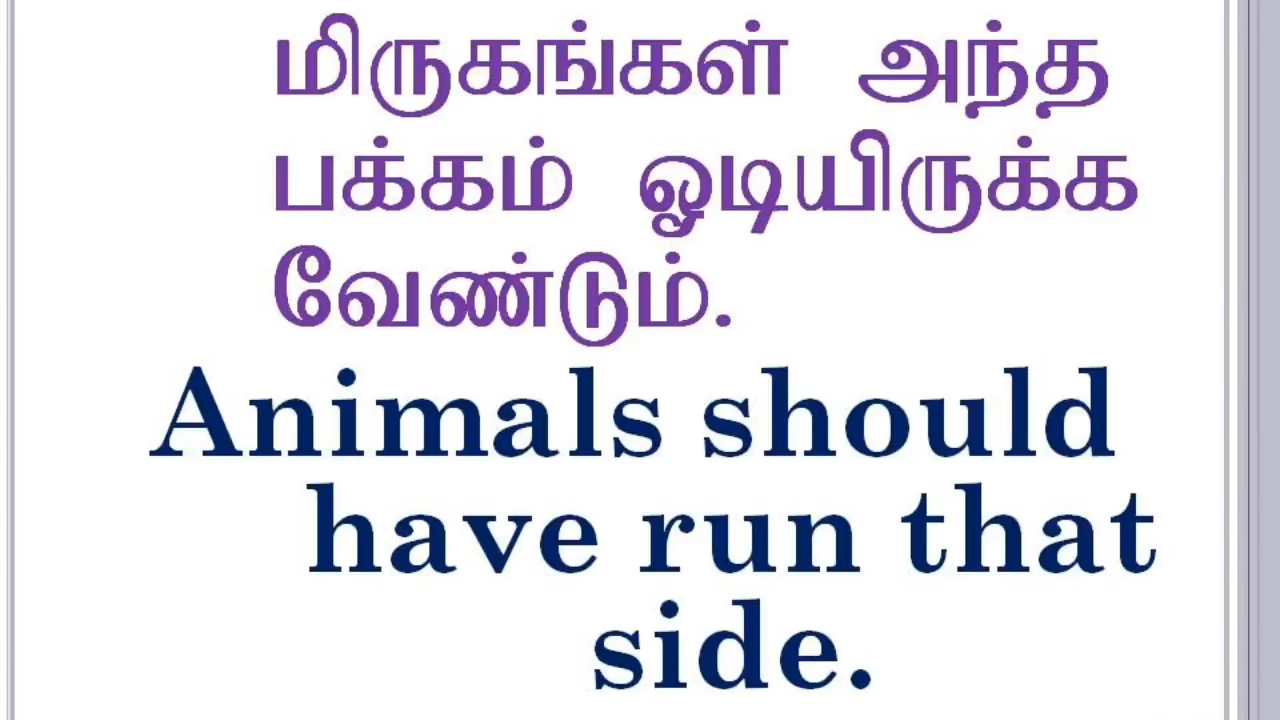 மிருகங்கள் அந்த
பக்கம் ஓடியிருக்க
வேண்டும்.
Animals should
have run that
side.